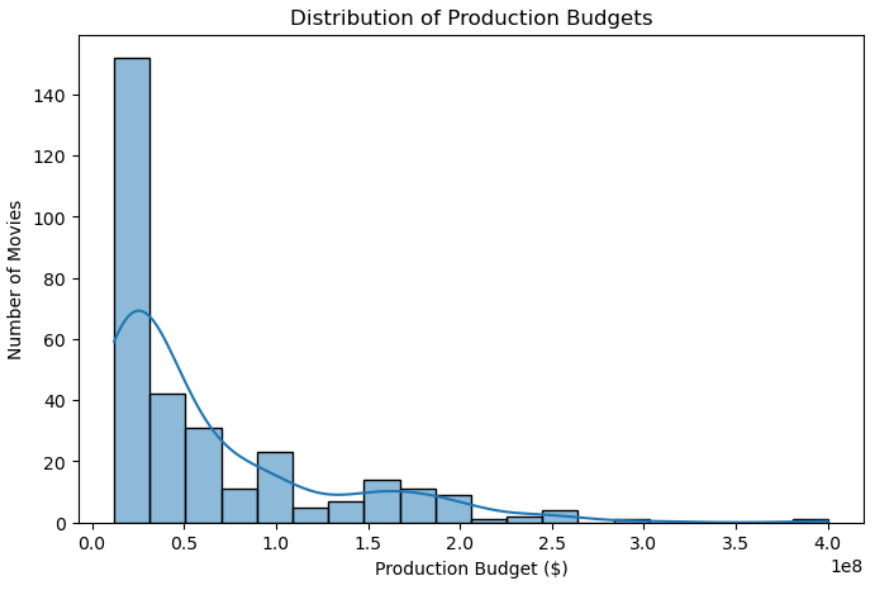 Distribution of Production Budgets
Number of Movies
140
120
100
80
60
40
20
0
0.0 0.5 1.0 1.5 2.0 2.5 3.0 3.5 4.0
1e8
Production Budget ($)